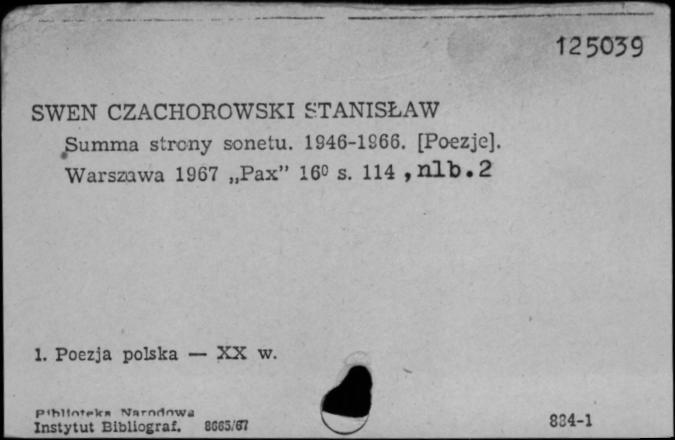 125039
SWEN CZACHOROWSKI STANISŁAW
Summa strony sonetu. 1946-1966. [Poezje].
Warszawa 1967 „Pax” 16⁰ s. 114 , nlb. 2
1. Poezja polska — XX w.
Biblioteka Narodowa
Instytut Bibliograf. 8665/67
884-1